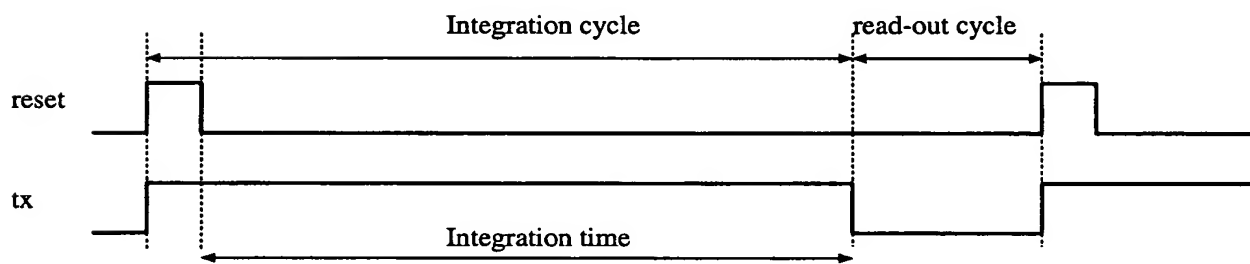 Integration cycle
read-out cycle
reset
tx
Integration time